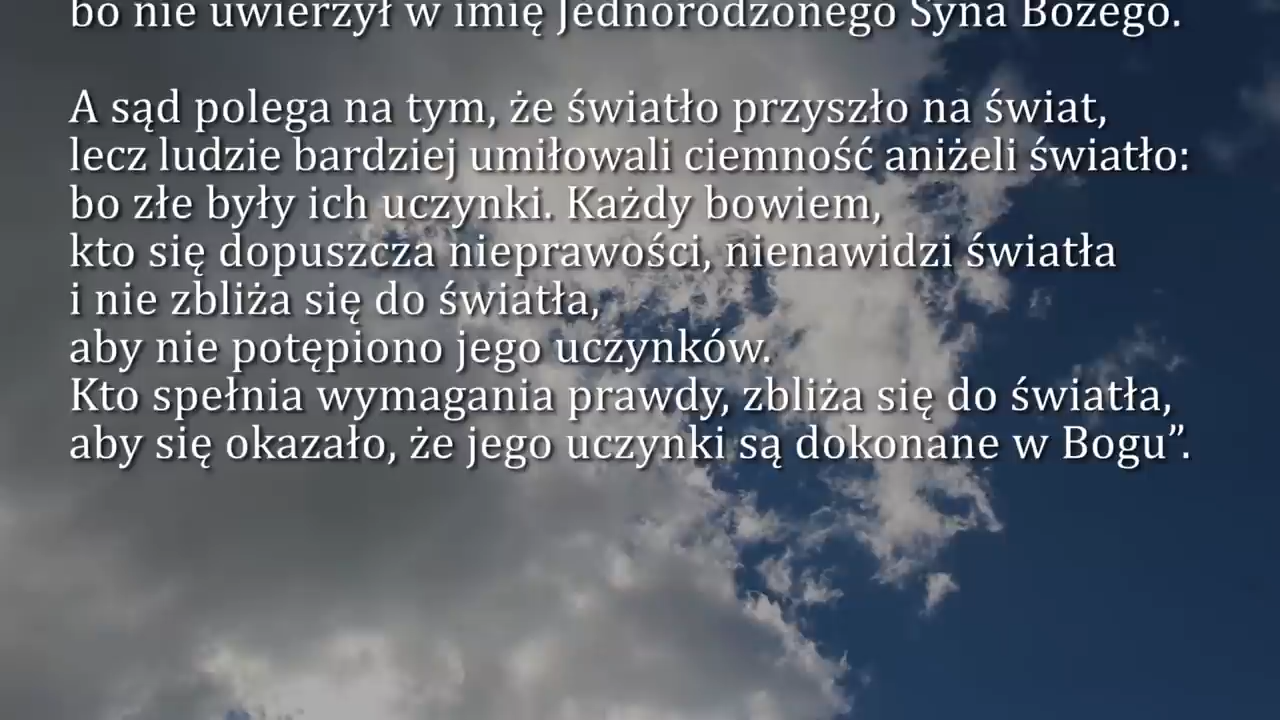 bo nie uwierzył w imię Jednorodzonego Syna Bożego.
A sąd polega na tym, że światło przyszło na świat,
lecz ludzie bardziej umiłowali ciemność aniżeli światło:
bo złe były ich uczynki. Każdy bowiem,
kto się dopuszcza nieprawości, nienawidzi światła
i nie zbliża się do światła,
aby nie potępiono jego uczynków.
Kto spełnia wymagania prawdy, zbliża się do światła,
aby się okazało, że jego uczynki są dokonane w Bogu”.